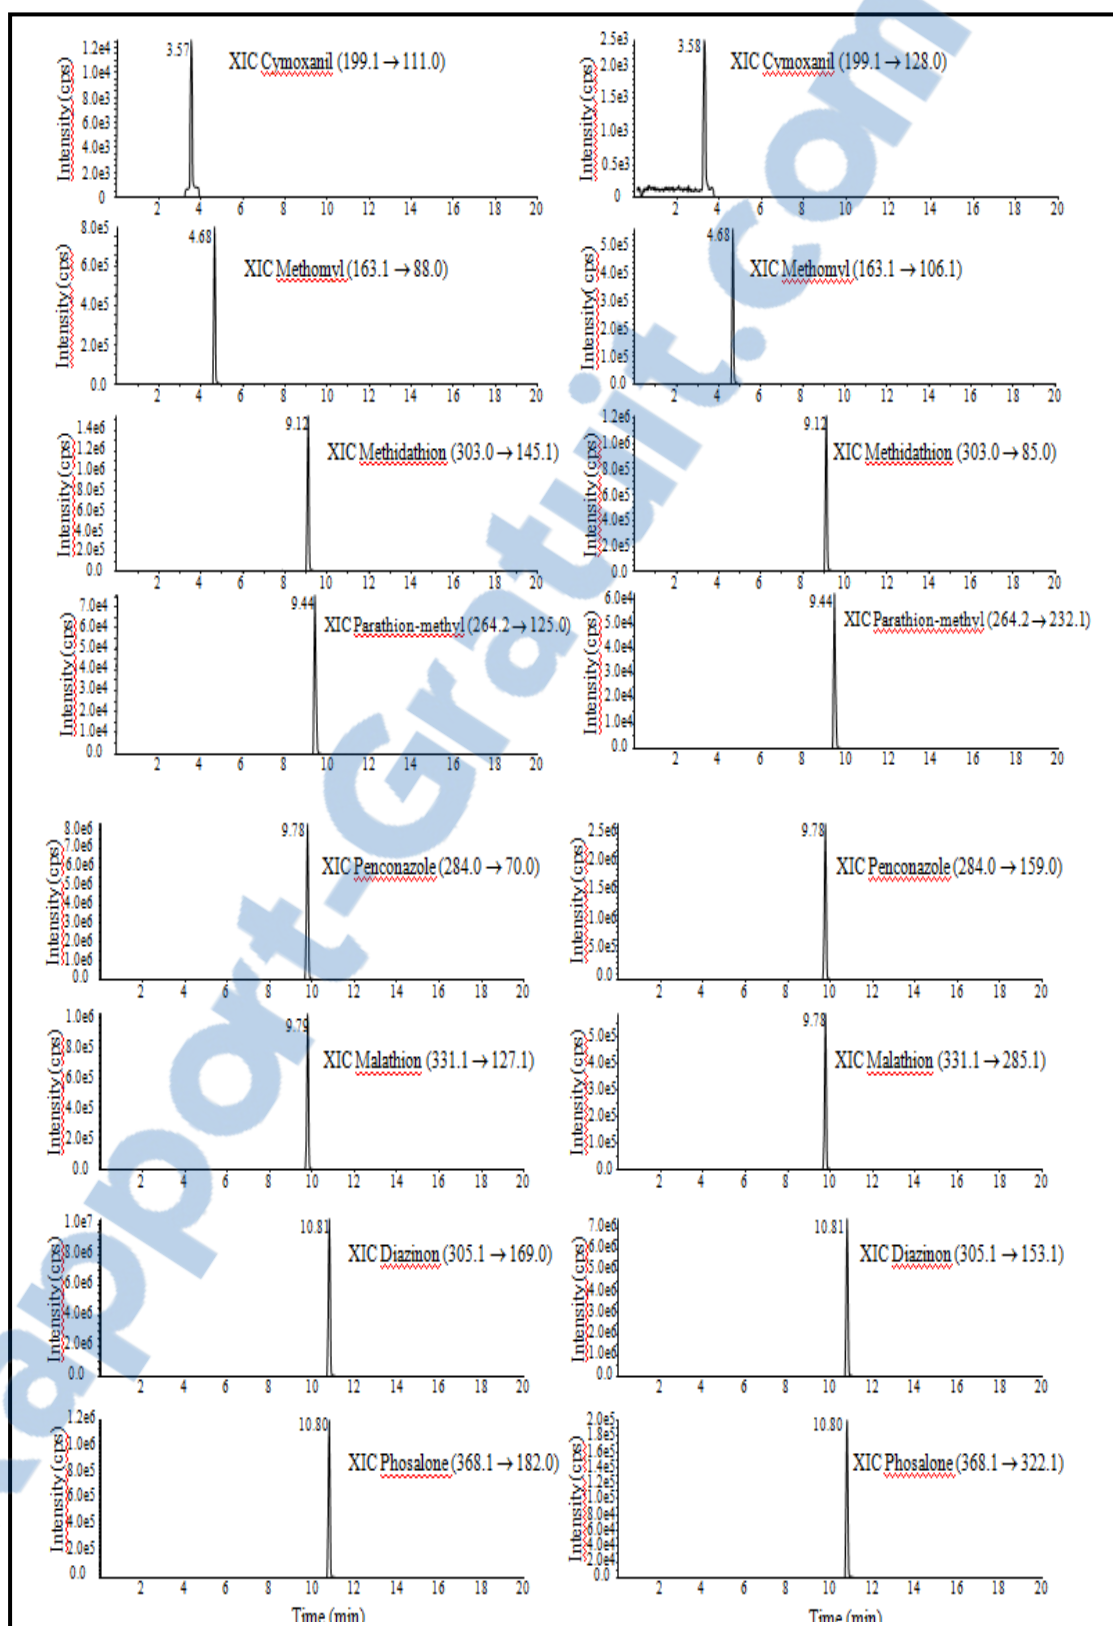 XIC Cymoxanil (199.1 → 111.0)
3.57
Intensity (cps)
1.2e4
1.0e4
8.0e3
6.0e3
4.0e3
2.0e3
0
2 4 6 8 10 12 14 16 18 20
XIC Cymoxanil (199.1 → 128.0)
3.58
Intensity (cps)
2.5e3
2.0e3
1.5e3
1.0e3
0.5e3
0
2 4 6 8 10 12 14 16 18 20
XIC Methomyl (163.1 → 88.0)
4.68
Intensity (cps)
8.0e5
6.0e5
4.0e5
2.0e5
0.0
2 4 6 8 10 12 14 16 18 20
XIC Methomyl (163.1 → 106.1)
4.68
Intensity (cps)
5.0e5
4.0e5
3.0e5
2.0e5
1.0e5
0.0
2 4 6 8 10 12 14 16 18 20
XIC Methidathion (303.0 → 145.1)
9.12
Intensity (cps)
1.4e6
1.2e6
1.0e6
8.0e5
6.0e5
4.0e5
2.0e5
0.0
2 4 6 8 10 12 14 16 18 20
XIC Methidathion (303.0 → 85.0)
9.12
Intensity (cps)
1.2e6
1.0e6
8.0e5
6.0e5
4.0e5
2.0e5
0.0
2 4 6 8 10 12 14 16 18 20
XIC Parathion-methyl (264.2 → 125.0)
9.44
Intensity (cps)
7.0e4
6.0e4
5.0e4
4.0e4
3.0e4
2.0e4
1.0e4
0.0
2 4 6 8 10 12 14 16 18 20
XIC Parathion-methyl (264.2 → 232.1)
9.44
Intensity (cps)
6.0e4
5.0e4
4.0e4
3.0e4
2.0e4
1.0e4
0.0
2 4 6 8 10 12 14 16 18 20
XIC Penconazole (284.0 → 70.0)
9.78
Intensity (cps)
8.0e6
7.0e6
6.0e6
5.0e6
4.0e6
3.0e6
2.0e6
1.0e6
0.0
2 4 6 8 10 12 14 16 18 20
XIC Penconazole (284.0 → 159.0)
9.78
Intensity (cps)
2.5e6
2.0e6
1.5e6
1.0e6
5.0e5
0.0
2 4 6 8 10 12 14 16 18 20
XIC Malathion (331.1 → 127.1)
9.79
Intensity (cps)
1.0e6
8.0e5
6.0e5
4.0e5
2.0e5
0.0
2 4 6 8 10 12 14 16 18 20
XIC Malathion (331.1 → 285.1)
9.78
Intensity (cps)
5.0e5
4.0e5
3.0e5
2.0e5
1.0e5
0.0
2 4 6 8 10 12 14 16 18 20
XIC Diazinon (305.1 → 169.0)
10.81
Intensity (cps)
1.0e7
8.0e6
6.0e6
4.0e6
2.0e6
0.0
2 4 6 8 10 12 14 16 18 20
XIC Diazinon (305.1 → 153.1)
10.81
Intensity (cps)
7.0e6
6.0e6
5.0e6
4.0e6
3.0e6
2.0e6
1.0e6
0.0
2 4 6 8 10 12 14 16 18 20
XIC Phosalone (368.1 → 182.0)
10.80
Intensity (cps)
1.2e6
1.0e6
8.0e5
6.0e5
4.0e5
2.0e5
0.0
2 4 6 8 10 12 14 16 18 20
Time (min)
XIC Phosalone (368.1 → 322.1)
10.80
Intensity (cps)
2.0e5
1.8e5
1.6e5
1.5e5
1.2e5
1.0e5
8.0e4
6.0e4
4.0e4
2.0e4
0.0
2 4 6 8 10 12 14 16 18 20
Time (min)
apport-Gratuit.com